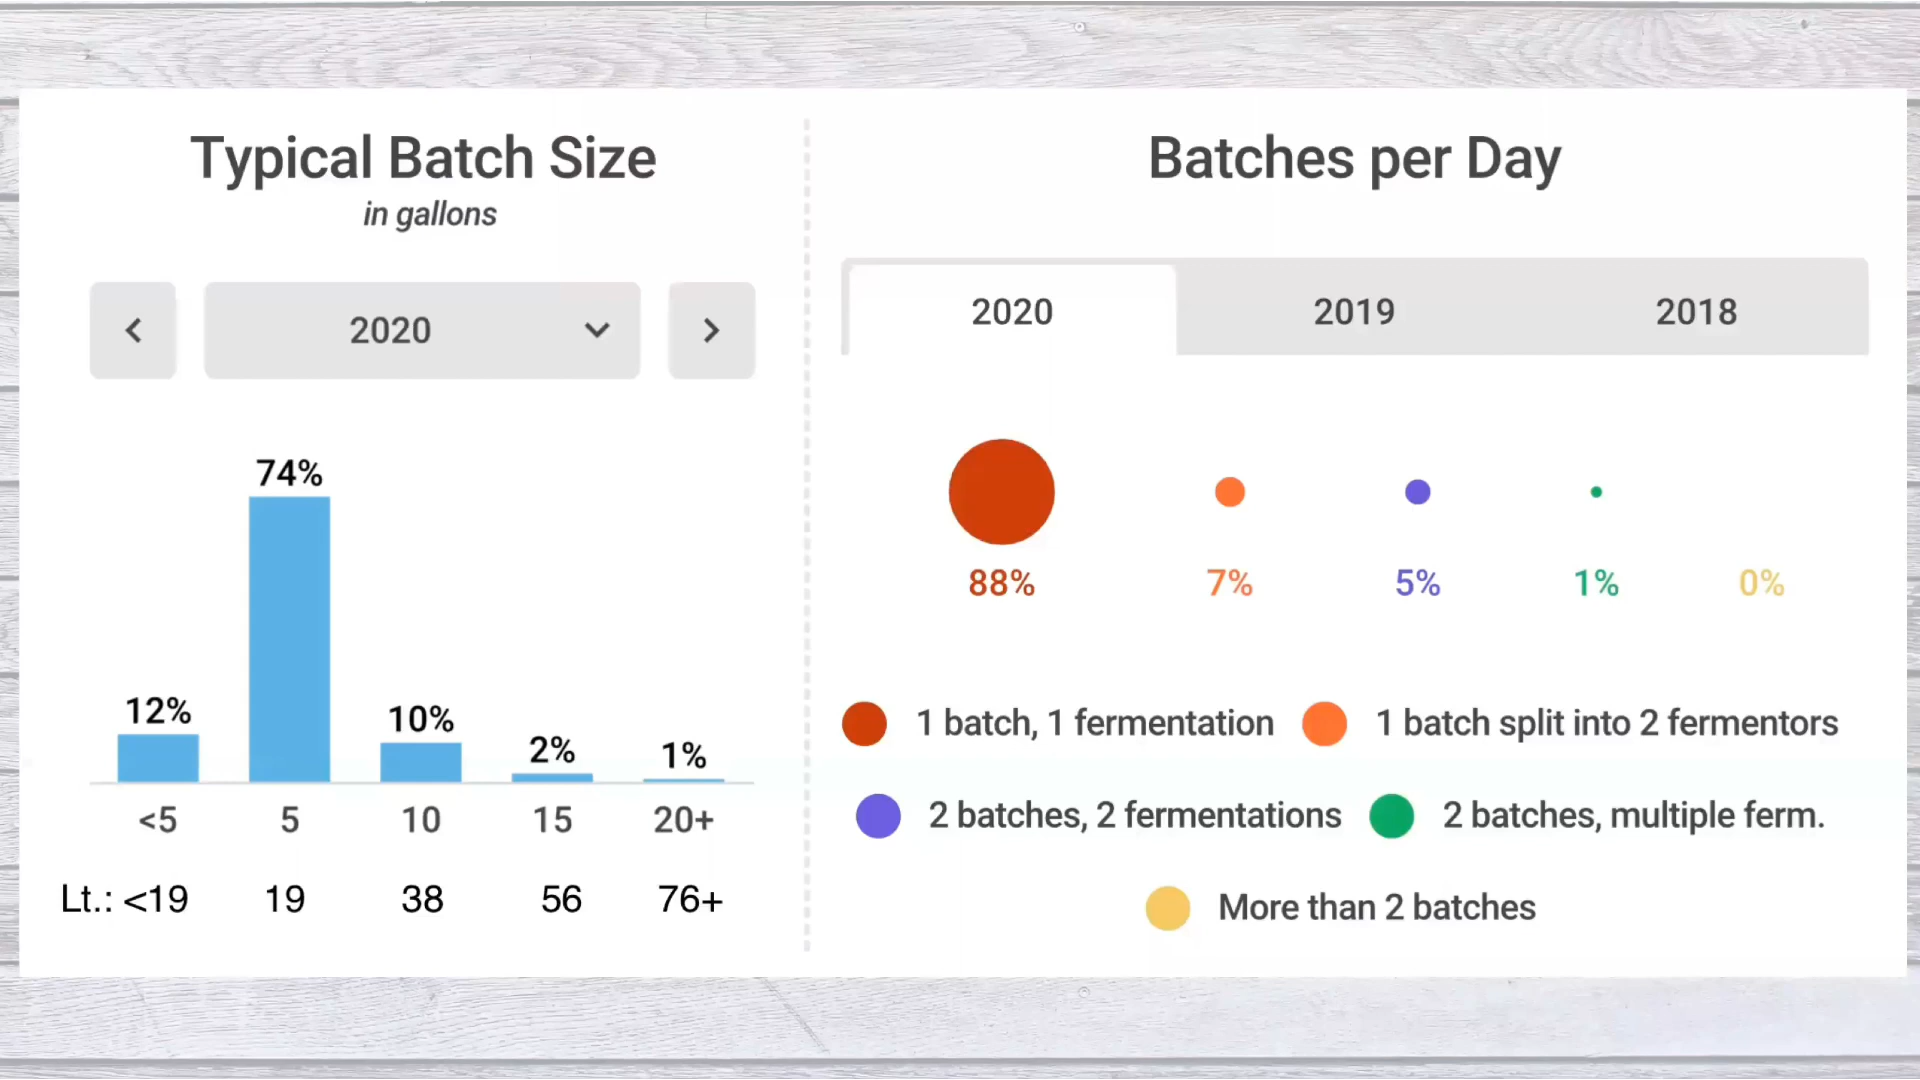 Typical Batch Size
in gallons
2020
74%
12%
10%
2%
1%
<5 5 10 15 20+
Lt.: <19 19 38 56 76+
Batches per Day
2020 2019 2018
88% 7% 5% 1% 0%
1 batch, 1 fermentation 1 batch split into 2 fermentors
2 batches, 2 fermentations 2 batches, multiple ferm.
More than 2 batches